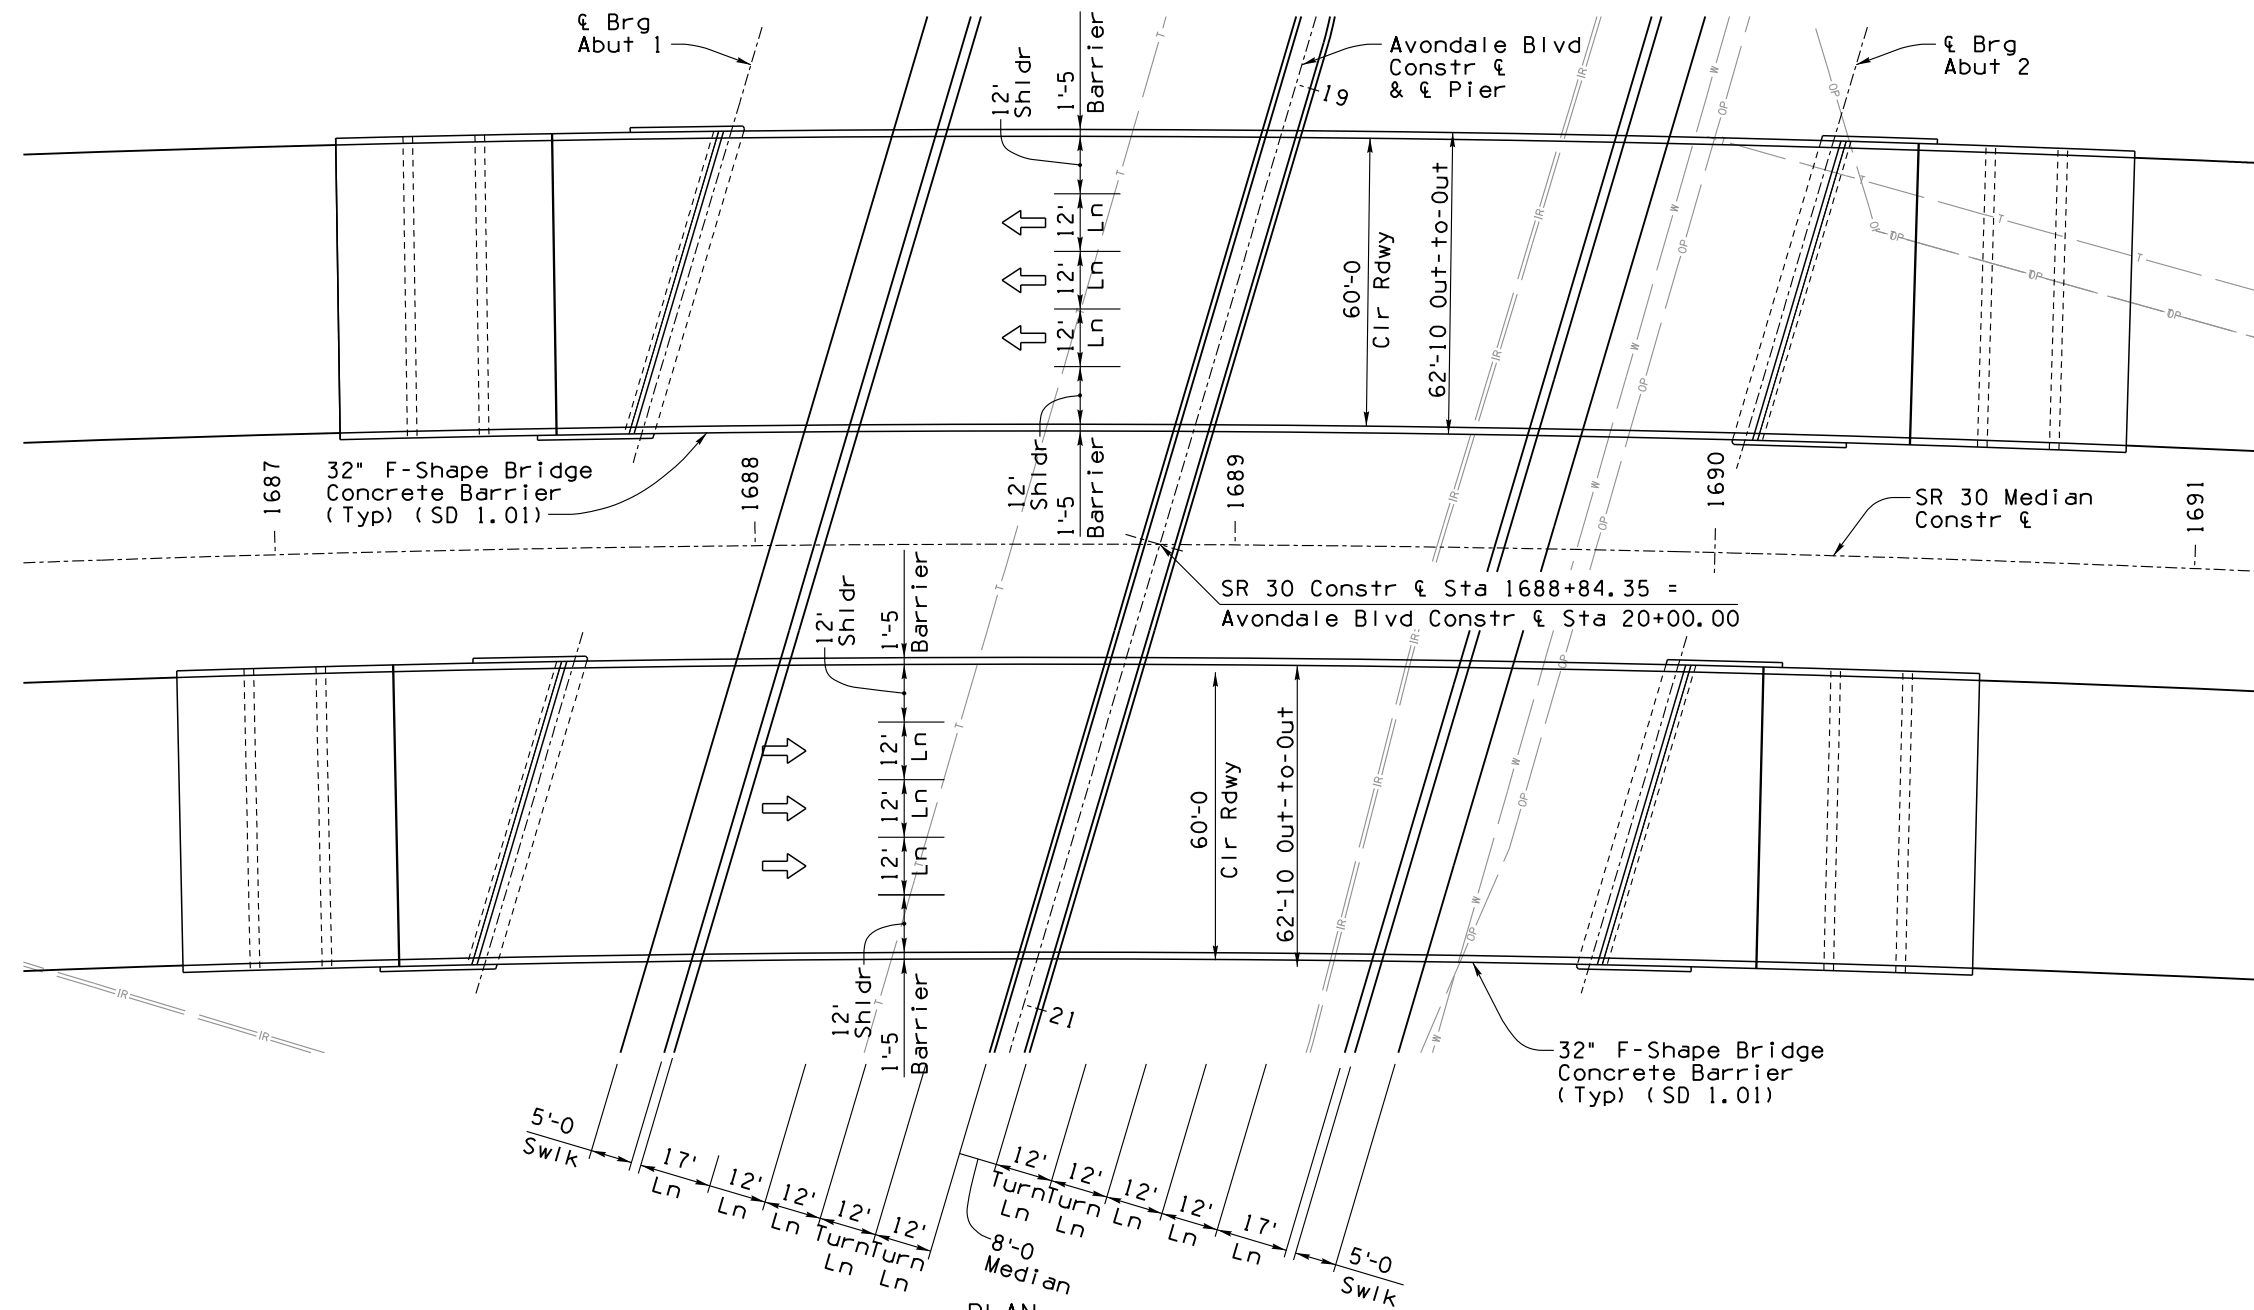 ℄ Brg
Abut 1
12'
Shldr
1'-5
Barrier
Avondale Blvd
Constr ℄
& ℄ Pier
19
℄ Brg
Abut 2
12'
Ln
12'
Ln
12'
Ln
60'-0
Clr Rdwy
62'-10 Out-to-Out
12'
Shldr
1'-5
Barrier
32" F-Shape Bridge
Concrete Barrier
(Typ) (SD 1.01)
1687
1688
1689
1690
1691
SR 30 Median
Constr ℄
SR 30 Constr ℄ Sta 1688+84.35 =
Avondale Blvd Constr ℄ Sta 20+00.00
12'
Shldr
1'-5
Barrier
12'
Ln
12'
Ln
12'
Ln
60'-0
Clr Rdwy
62'-10 Out-to-Out
12'
Shldr
1'-5
Barrier
21
32" F-Shape Bridge
Concrete Barrier
(Typ) (SD 1.01)
5'-0
Swlk
17'
Ln
12'
Ln
12'
Ln
12'
Turn
Ln
12'
Turn
Ln
8'-0
Median
12'
Turn
Ln
12'
Turn
Ln
12'
Ln
12'
Ln
17'
Ln
5'-0
Swlk
PLAN